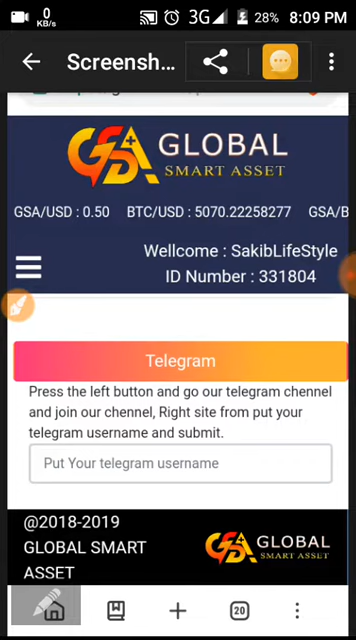 0
KB/s
3G
28%
8:09 PM
Screensh...
GLOBAL
SMART ASSET
GSA/USD : 0.50 BTC/USD : 5070.22258277 GSA/B
Wellcome : SakibLifeStyle
ID Number : 331804
Telegram
Press the left button and go our telegram chennel
and join our chennel, Right site from put your
telegram username and submit.
Put Your telegram username
@2018-2019
GLOBAL SMART
ASSET
GLOBAL
SMART ASSET
20